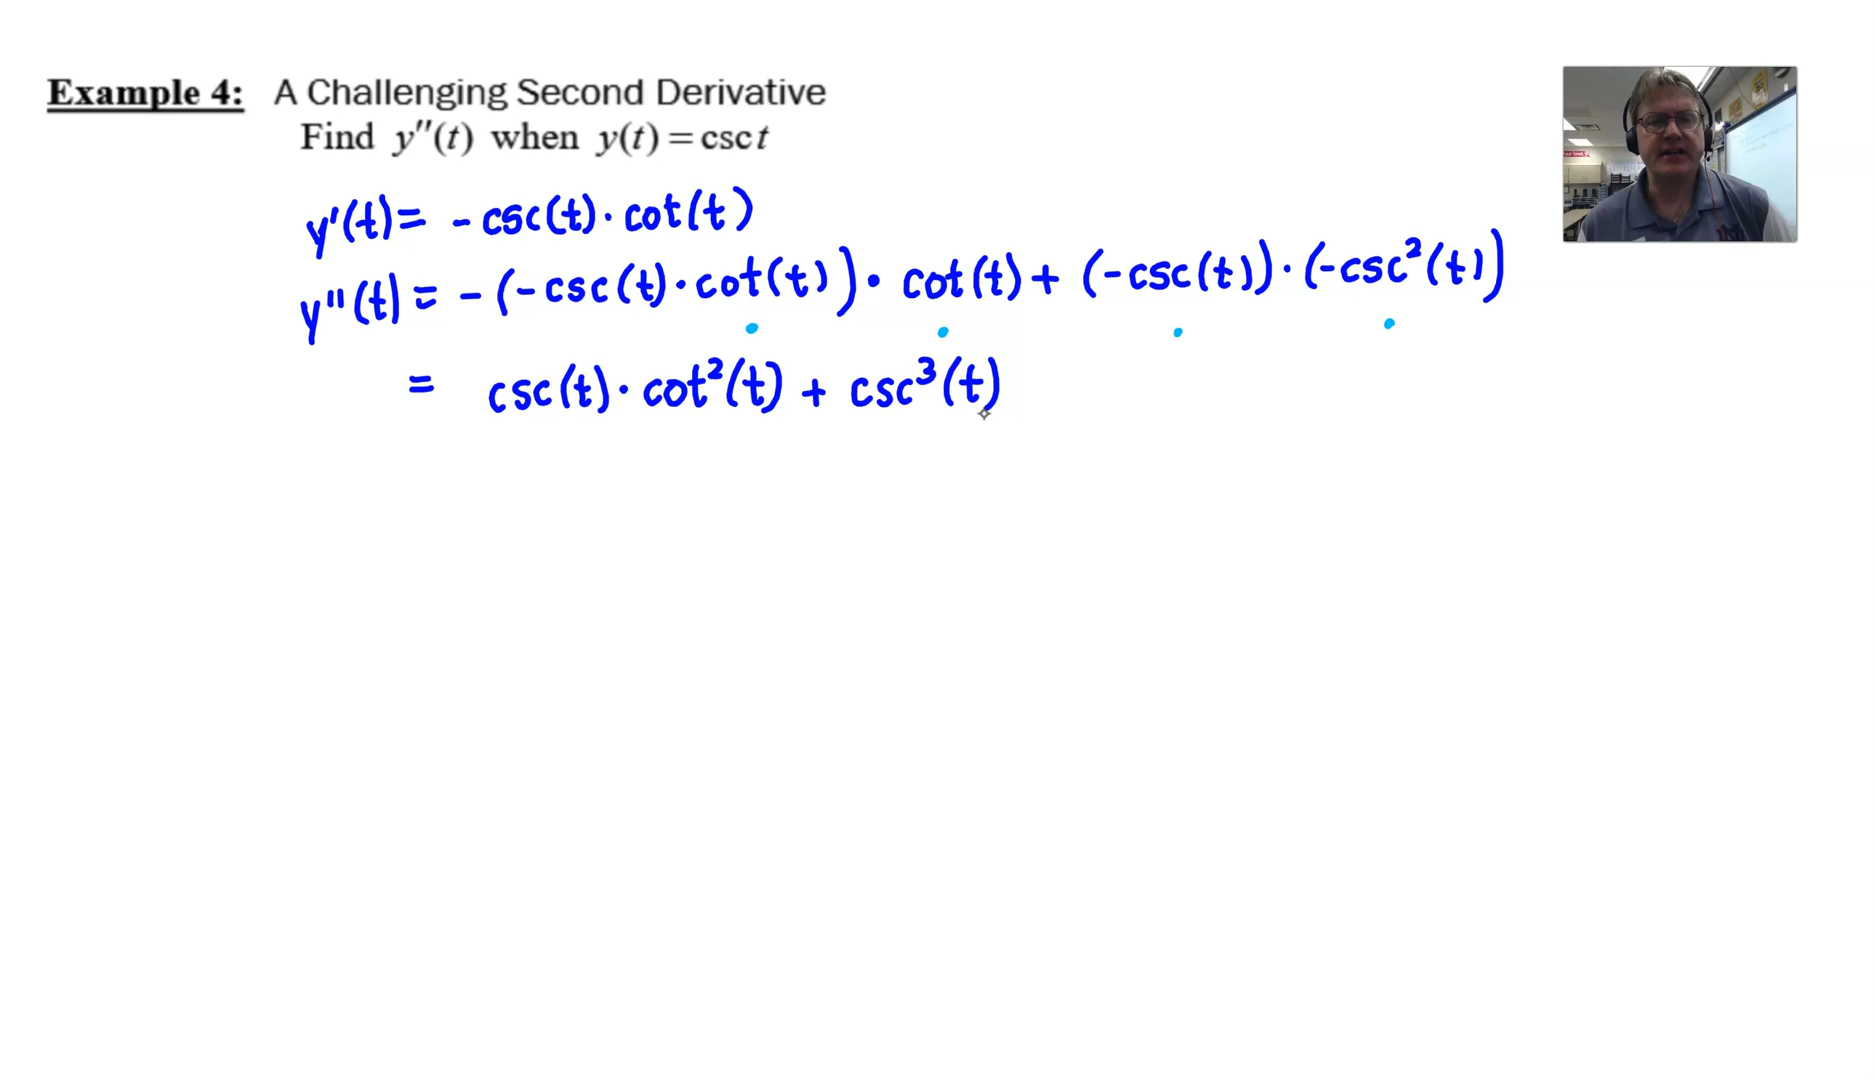 Example 4: A Challenging Second Derivative
Find y″(t) when y(t) = csc t
y'(t) = - csc(t) · cot(t)
y''(t) = - (- csc(t) · cot(t)) · cot(t) + (- csc(t)) · (- csc²(t))
= csc(t) · cot²(t) + csc³(t)